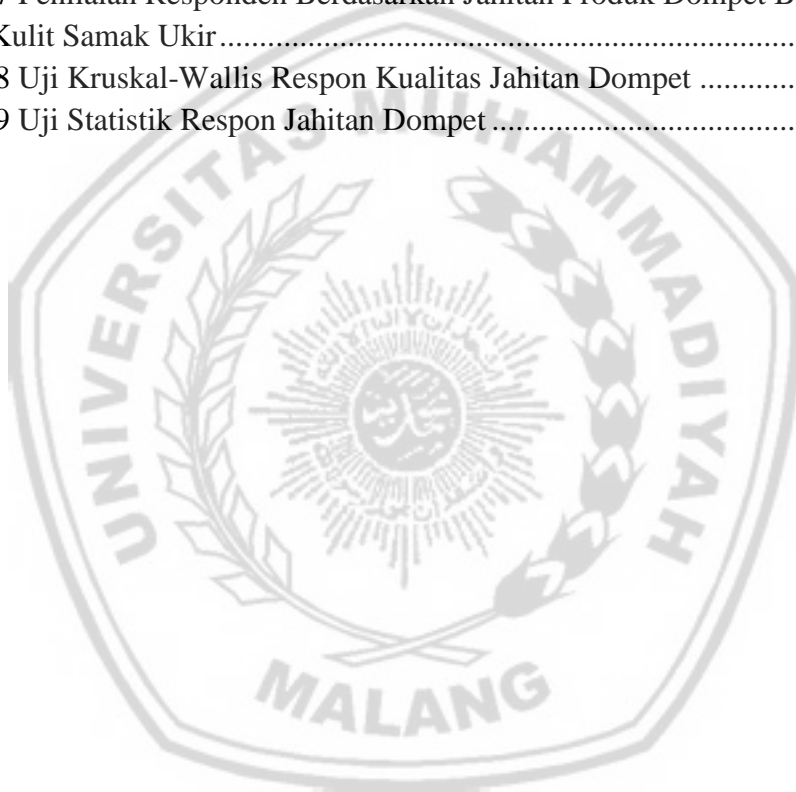 7 Penilaian Responden Berdasarkan Jahitan Produk Dompet B
Kulit Samak Ukir........................................................................
8 Uji Kruskal-Wallis Respon Kualitas Jahitan Dompet ............
9 Uji Statistik Respon Jahitan Dompet......................................
UNIVERSITAS MUHAMMADIYAH
MALANG